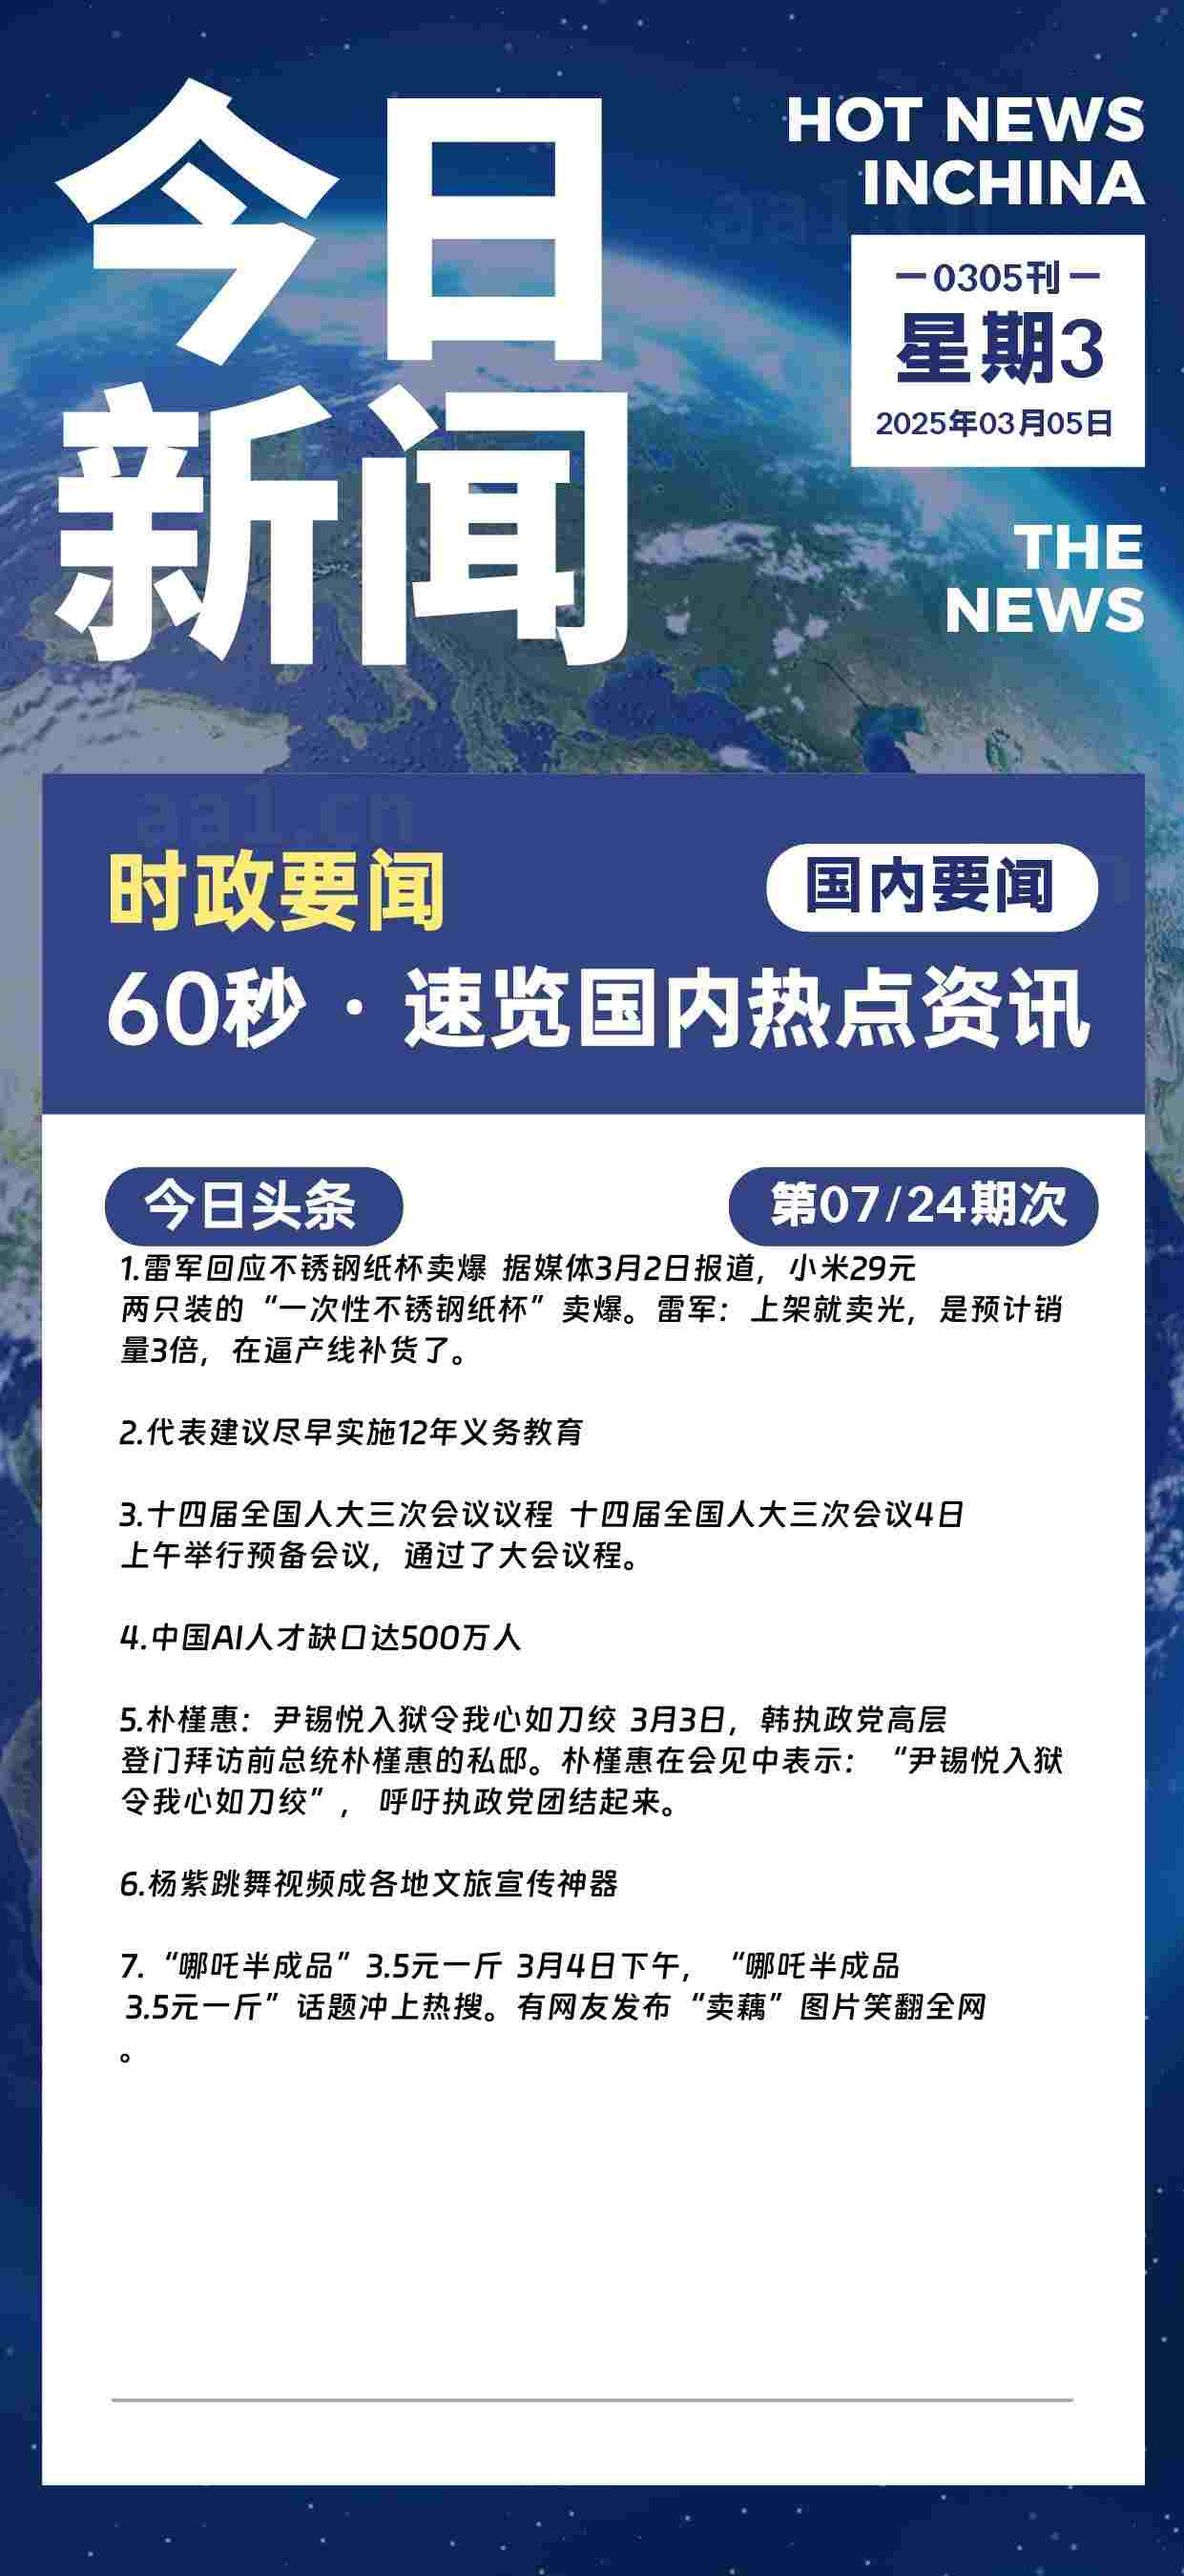 今日
新闻
HOT NEWS
INCHINA
0305刊
星期3
2025年03月05日
THE
NEWS
aa1.cn
aa1.cn
时政要闻
国内要闻
60秒·速览国内热点资讯
今日头条
第07/24期次
1.雷军回应不锈钢纸杯卖爆 据媒体3月2日报道，小米29元
两只装的“一次性不锈钢纸杯”卖爆。雷军：上架就卖光，是预计销
量3倍，在逼产线补货了。
2.代表建议尽早实施12年义务教育
3.十四届全国人大三次会议议程 十四届全国人大三次会议4日
上午举行预备会议，通过了大会议程。
4.中国AI人才缺口达500万人
5.朴槿惠：尹锡悦入狱令我心如刀绞 3月3日，韩执政党高层
登门拜访前总统朴槿惠的私邸。朴槿惠在会见中表示：“尹锡悦入狱
令我心如刀绞”，呼吁执政党团结起来。
6.杨紫跳舞视频成各地文旅宣传神器
7.“哪吒半成品”3.5元一斤 3月4日下午，“哪吒半成品
3.5元一斤”话题冲上热搜。有网友发布“卖藕”图片笑翻全网
。